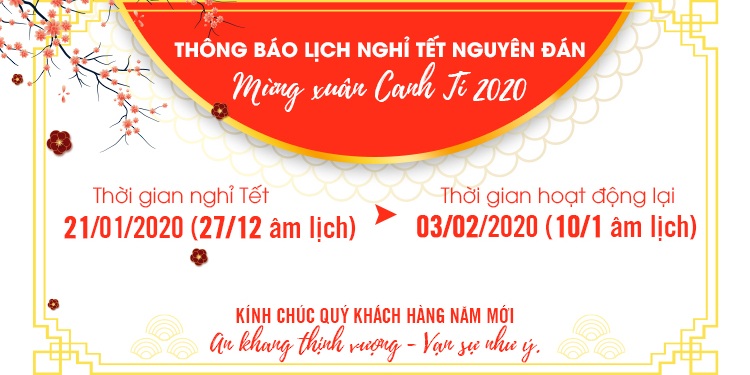 THÔNG BÁO LỊCH NGHỈ TẾT NGUYÊN ĐÁN
Mừng xuân Canh Tí 2020
Thời gian nghỉ Tết
21/01/2020 (27/12 âm lịch)
Thời gian hoạt động lại
03/02/2020 (10/1 âm lịch)
KÍNH CHÚC QUÝ KHÁCH HÀNG NĂM MỚI
An khang thịnh vượng - Vạn sự như ý.